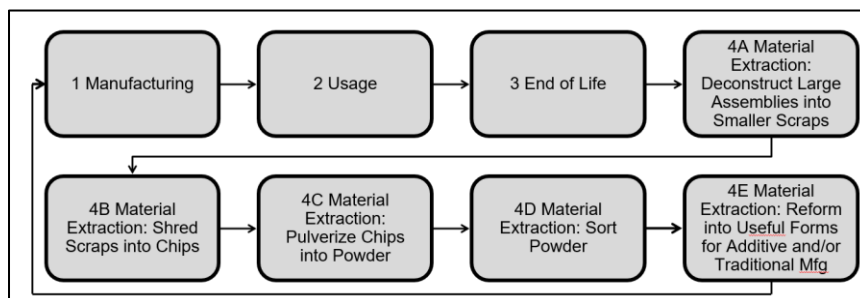 1 Manufacturing
2 Usage
3 End of Life
4A Material
Extraction:
Deconstruct Large
Assemblies into
Smaller Scraps
4B Material
Extraction: Shred
Scraps into Chips
4C Material
Extraction:
Pulverize Chips
into Powder
4D Material
Extraction: Sort
Powder
4E Material
Extraction: Reform
into Useful Forms
for Additive and/or
Traditional Mfg